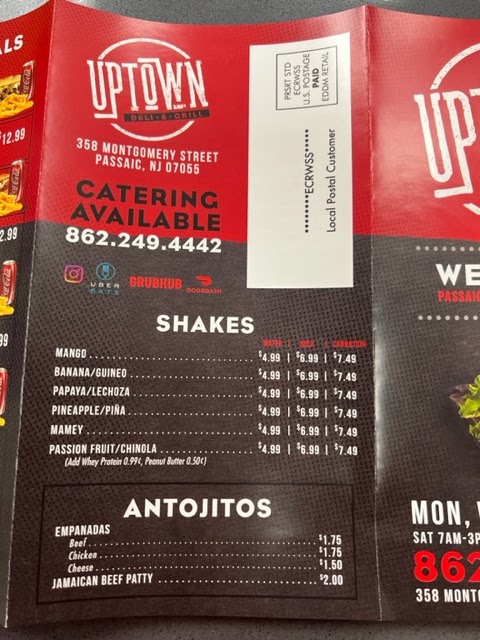 ALS
$12.99
2.99
99
UPTOWN
DELI & GRILL
358 MONTGOMERY STREET
PASSAIC, NJ 07055
CATERING
AVAILABLE
862.249.4442
UBER
EATS
GRUBHUB
DOORDASH
PRSRT STD
ECRWSS
U.S. POSTAGE
PAID
EDDM RETAIL
*********ECRWSS******
Local Postal Customer
SHAKES
WATER | MILK | CARNATION
MANGO $4.99 | $6.99 | $7.49
BANANA/GUINEO $4.99 | $6.99 | $7.49
PAPAYA/LECHOZA $4.99 | $6.99 | $7.49
PINEAPPLE/PIÑA $4.99 | $6.99 | $7.49
MAMEY $4.99 | $6.99 | $7.49
PASSION FRUIT/CHINOLA $4.99 | $6.99 | $7.49
(Add Whey Protein 0.99¢, Peanut Butter 0.50¢)
ANTOJITOS
EMPANADAS
Beef $1.75
Chicken $1.75
Cheese $1.50
JAMAICAN BEEF PATTY $2.00
UPT
WE
PASSAIC
MON,
SAT 7AM-3P
862
358 MONTG